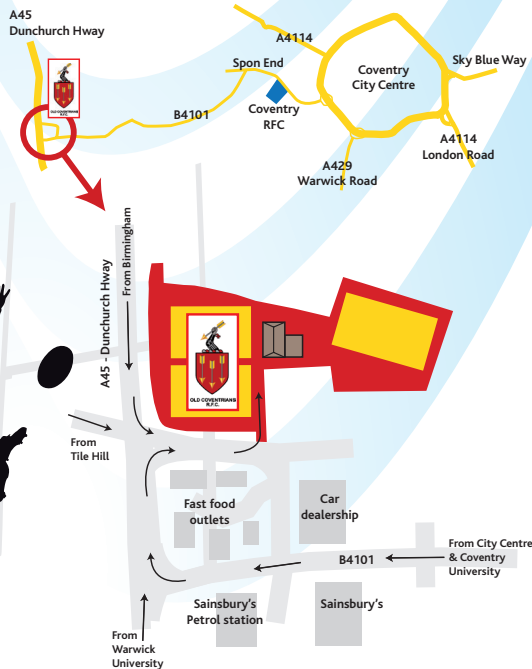 A45
Dunchurch Hway
A4114
Spon End
Coventry
City Centre
Sky Blue Way
OLD COVENTRIANS
R.F.C.
B4101
Coventry
RFC
A4114
London Road
A429
Warwick Road
A45 - Dunchurch Hway
From Birmingham
OLD COVENTRIANS
R.F.C.
From
Tile Hill
Fast food
outlets
Car
dealership
B4101
From City Centre
& Coventry
University
Sainsbury's
Petrol station
Sainsbury's
From
Warwick
University